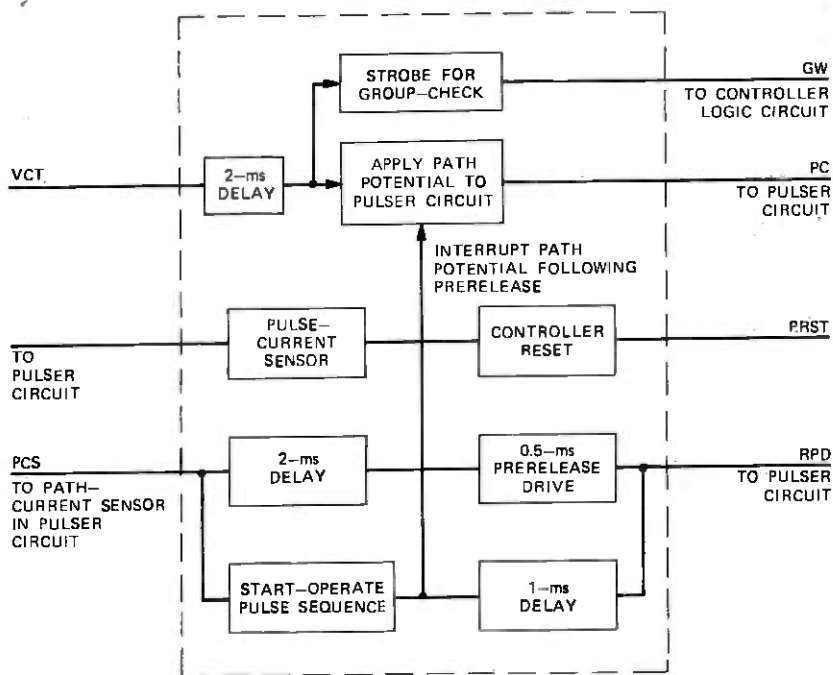 STROBE FOR
GROUP–CHECK
GW
TO CONTROLLER
LOGIC CIRCUIT
VCT
2–ms
DELAY
APPLY PATH
POTENTIAL TO
PULSER CIRCUIT
PC
TO PULSER
CIRCUIT
INTERRUPT PATH
POTENTIAL FOLLOWING
PRERELEASE
TO
PULSER
CIRCUIT
PULSE–
CURRENT
SENSOR
CONTROLLER
RESET
PRST
PCS
TO PATH–
CURRENT SENSOR
IN PULSER
CIRCUIT
2–ms
DELAY
0.5–ms
PRERELEASE
DRIVE
RPD
TO PULSER
CIRCUIT
START–OPERATE
PULSE SEQUENCE
1–ms
DELAY